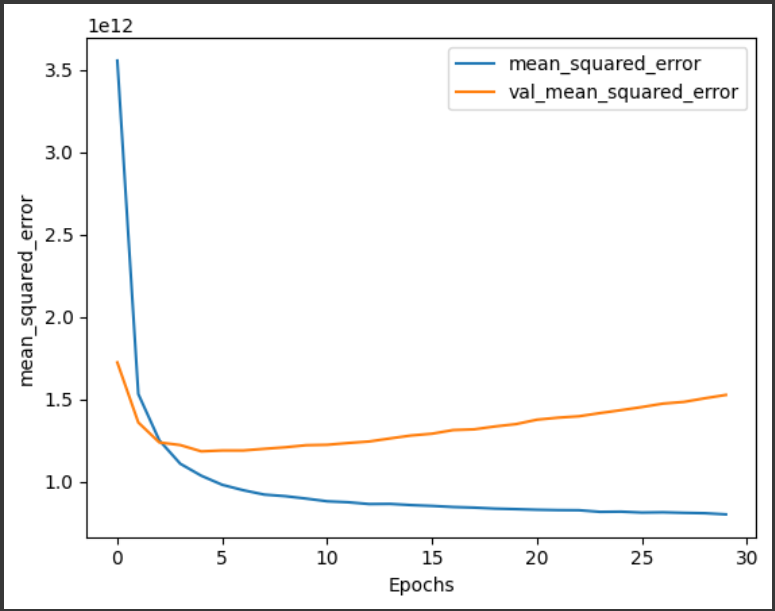 1e12
mean_squared_error
val_mean_squared_error
3.5
3.0
2.5
2.0
1.5
1.0
mean_squared_error
0 5 10 15 20 25 30
Epochs